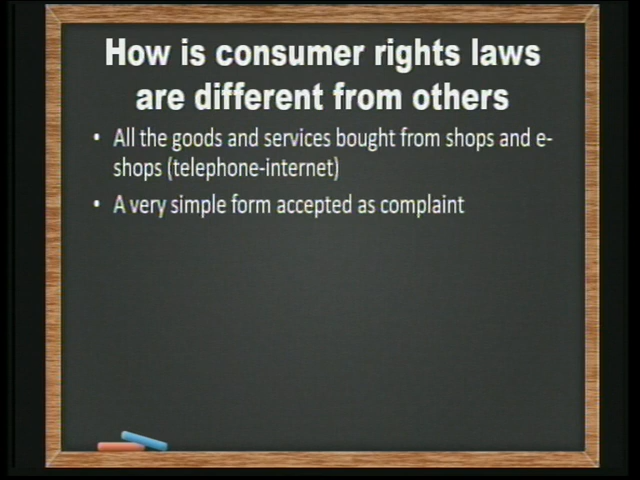 How is consumer rights laws
are different from others
• All the goods and services bought from shops and e-
shops (telephone-internet)
• A very simple form accepted as complaint